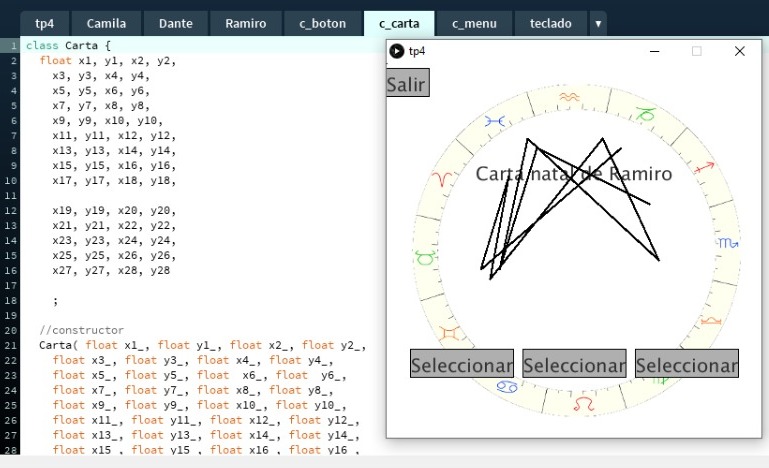 tp4 Camila Dante Ramiro c_boton c_carta c_menu teclado ▼
1 class Carta {
2 float x1, y1, x2, y2,
3 x3, y3, x4, y4,
4 x5, y5, x6, y6,
5 x7, y7, x8, y8,
6 x9, y9, x10, y10,
7 x11, y11, x12, y12,
8 x13, y13, x14, y14,
9 x15, y15, x16, y16,
10 x17, y17, x18, y18,
11
12 x19, y19, x20, y20,
13 x21, y21, x22, y22,
14 x23, y23, x24, y24,
15 x25, y25, x26, y26,
16 x27, y27, x28, y28
17
18 ;
19
20 //constructor
21 Carta( float x1_, float y1_, float x2_, float y2_,
22 float x3_, float y3_, float x4_, float y4_,
23 float x5_, float y5_, float x6_, float y6_,
24 float x7_, float y7_, float x8_, float y8_,
25 float x9_, float y9_, float x10_, float y10_,
26 float x11_, float y11_, float x12_, float y12_,
27 float x13_, float y13_, float x14_, float y14_,
28 float x15_, float y15_, float x16_, float y16_,
tp4
Salir
Carta natal de Ramiro
Seleccionar Seleccionar Seleccionar